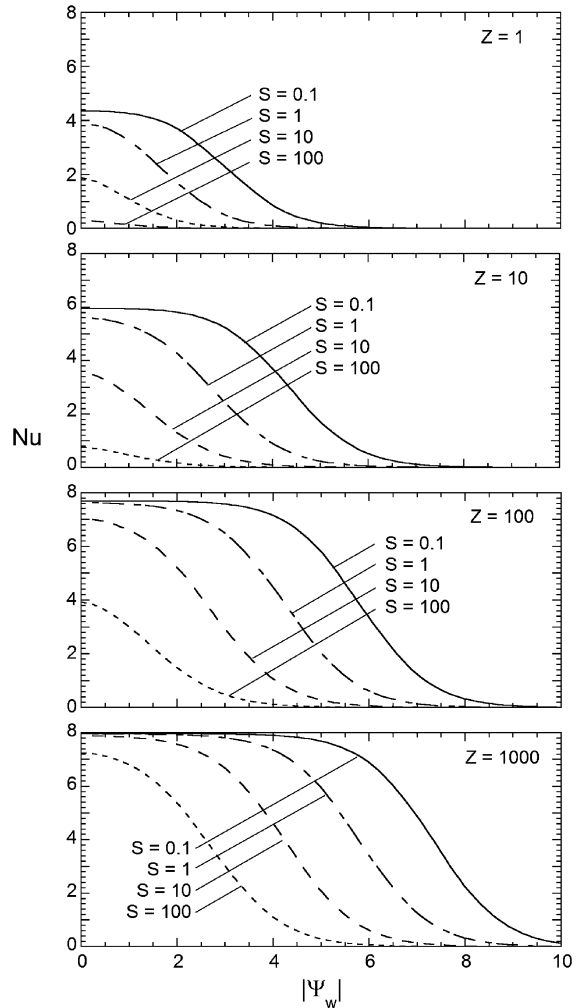 8
Z = 1
6
S = 0.1
4
S = 1
S = 10
2
S = 100
0
8
Z = 10
6
S = 0.1
S = 1
4
S = 10
S = 100
2
Nu
0
8
Z = 100
6
S = 0.1
S = 1
4
S = 10
S = 100
2
0
8
Z = 1000
6
4
S = 0.1
S = 1
2
S = 10
S = 100
0
0 2 4 6 8 10
|Ψw|